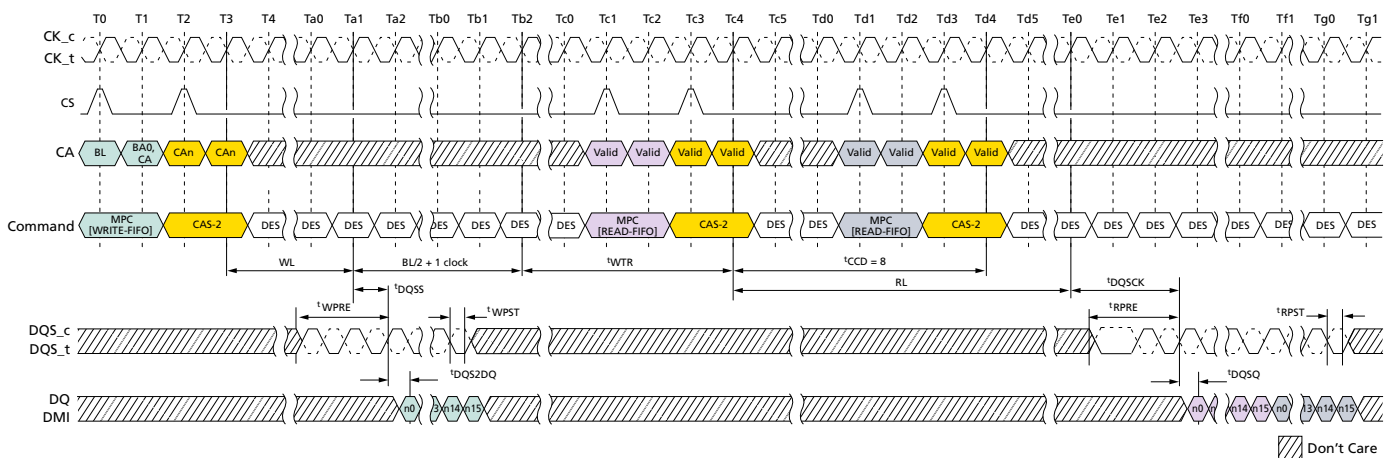 T0 T1 T2 T3 T4 Ta0 Ta1 Ta2 Tb0 Tb1 Tb2 Tc0 Tc1 Tc2 Tc3 Tc4 Tc5 Td0 Td1 Td2 Td3 Td4 Td5 Te0 Te1 Te2 Te3 Tf0 Tf1 Tg0 Tg1
CK_c
CK_t
CS
CA BL BA0, CA CAn CAn Valid Valid Valid Valid Valid Valid Valid Valid
Command MPC [WRITE-FIFO] CAS-2 DES DES DES DES DES DES DES DES MPC [READ-FIFO] CAS-2 DES DES MPC [READ-FIFO] CAS-2 DES DES DES DES DES DES DES DES DES
WL BL/2 + 1 clock tWTR tCCD = 8
RL
tDQSS tDQSCK
tWPRE tWPST tRPRE tRPST
DQS_c
DQS_t
tDQS2DQ tDQSQ
DQ
DMI
n0 3 n14 n15 n0 n n14 n15 n0 13 n14 n15
Don't Care